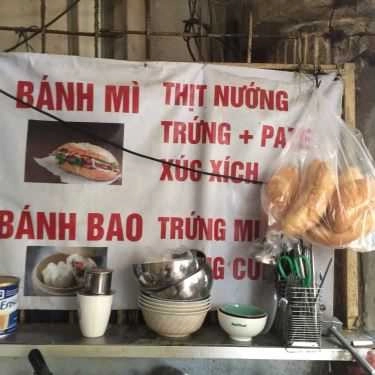 BÁNH MÌ THỊT NƯỚNG
TRỨNG + PATE
XÚC XÍCH
BÁNH BAO TRỨNG MU